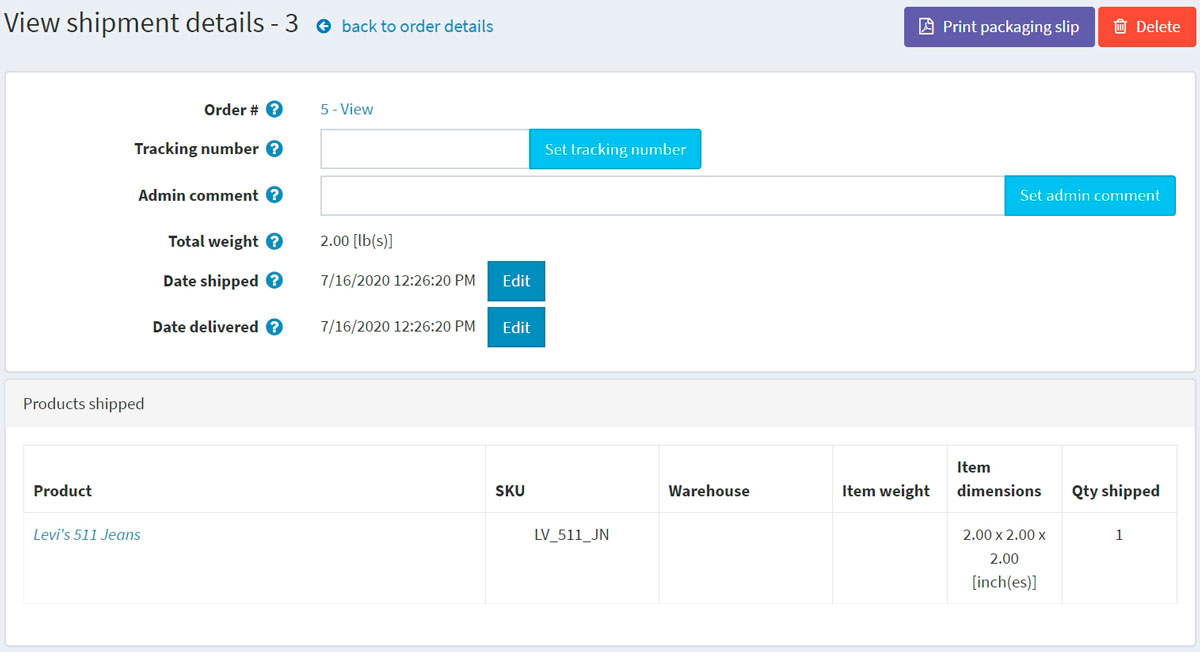 View shipment details - 3 back to order details Print packaging slip Delete
Order # ? 5 - View
Tracking number ? Set tracking number
Admin comment ? Set admin comment
Total weight ? 2.00 [lb(s)]
Date shipped ? 7/16/2020 12:26:20 PM Edit
Date delivered ? 7/16/2020 12:26:20 PM Edit
Products shipped
Product SKU Warehouse Item weight Item dimensions Qty shipped
Levi's 511 Jeans LV_511_JN 2.00 x 2.00 x 2.00 [inch(es)] 1